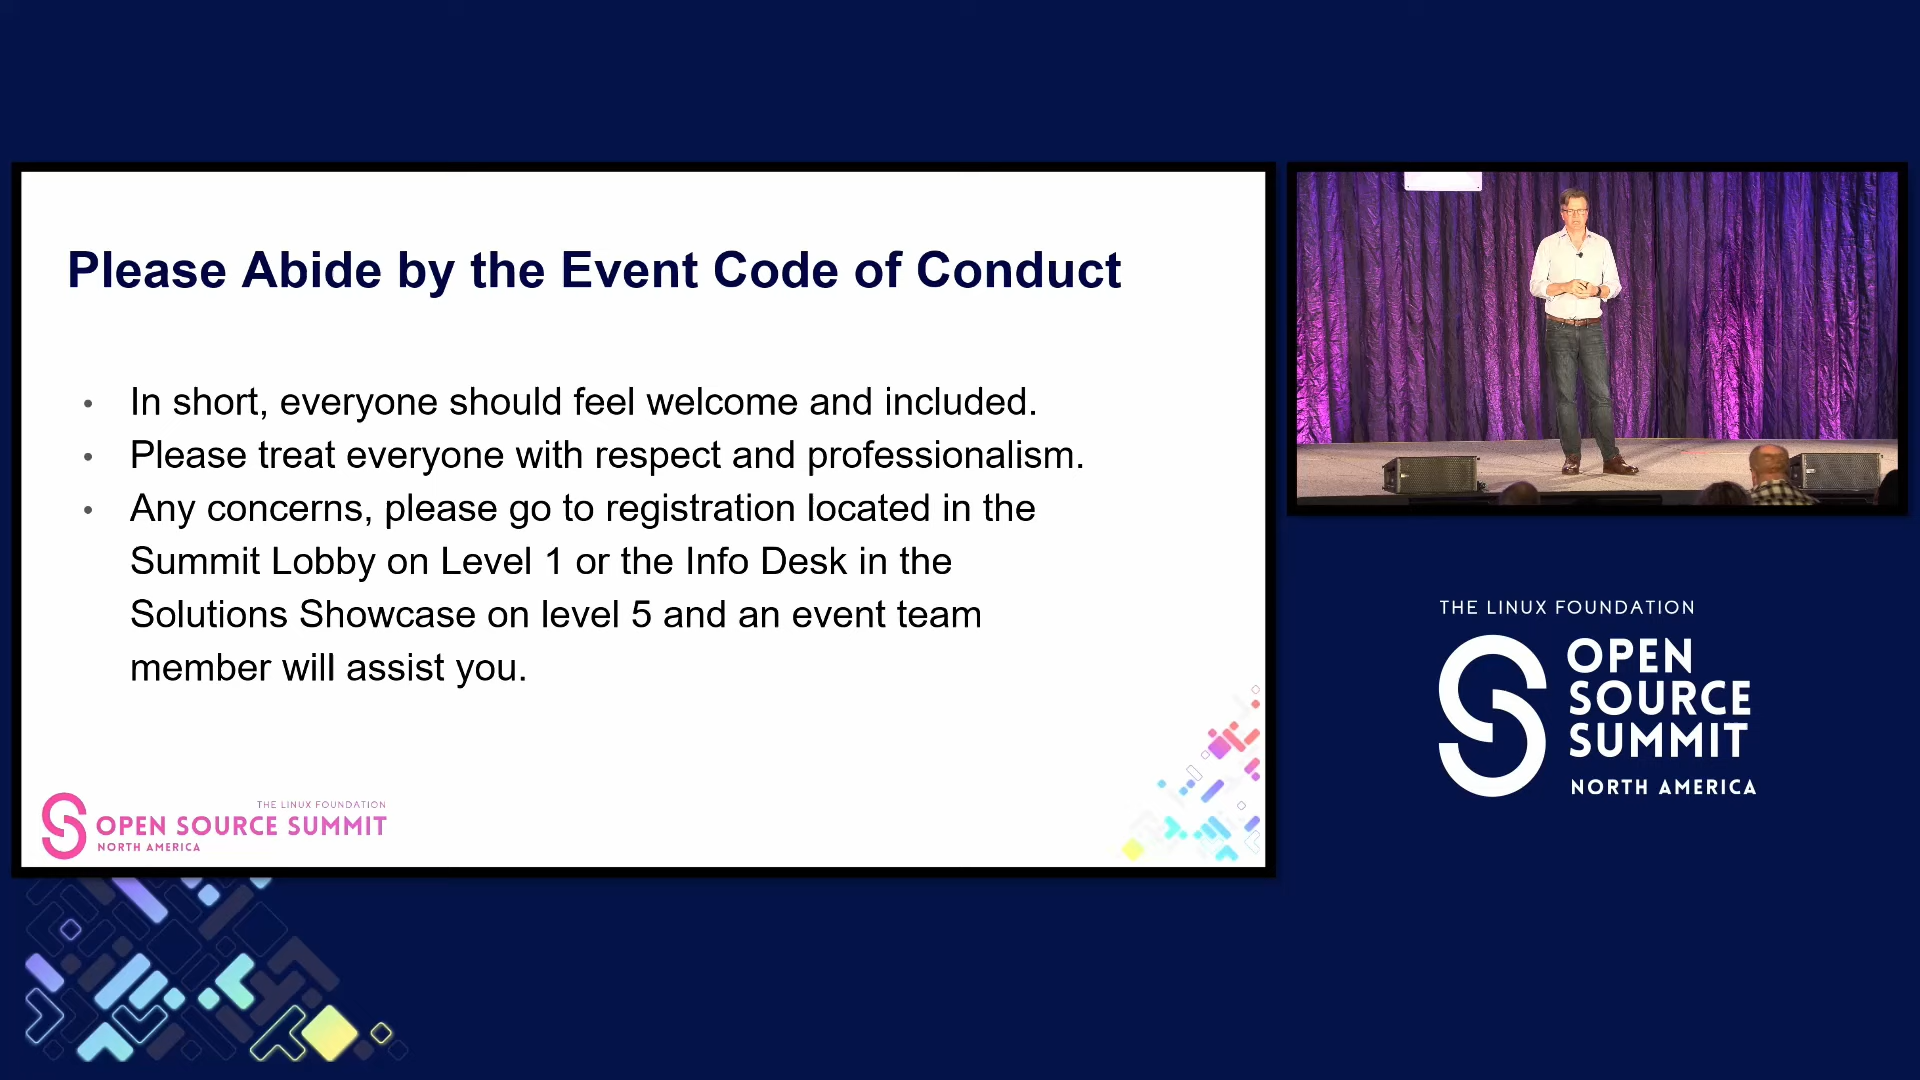 Please Abide by the Event Code of Conduct
• In short, everyone should feel welcome and included.
• Please treat everyone with respect and professionalism.
• Any concerns, please go to registration located in the
Summit Lobby on Level 1 or the Info Desk in the
Solutions Showcase on level 5 and an event team
member will assist you.
THE LINUX FOUNDATION
OPEN SOURCE SUMMIT
NORTH AMERICA
THE LINUX FOUNDATION
OPEN
SOURCE
SUMMIT
NORTH AMERICA